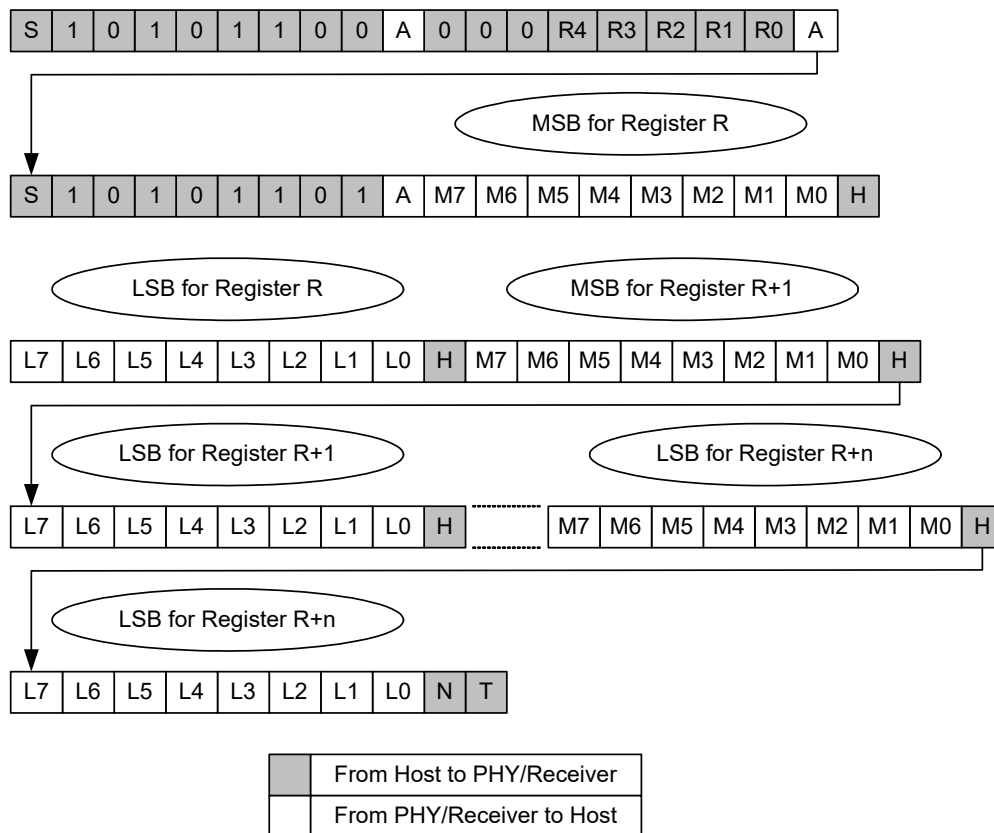 S 1 0 1 0 1 1 0 0 A 0 0 0 R4 R3 R2 R1 R0 A
MSB for Register R
S 1 0 1 0 1 1 0 1 A M7 M6 M5 M4 M3 M2 M1 M0 H
LSB for Register R MSB for Register R+1
L7 L6 L5 L4 L3 L2 L1 L0 H M7 M6 M5 M4 M3 M2 M1 M0 H
LSB for Register R+1 LSB for Register R+n
L7 L6 L5 L4 L3 L2 L1 L0 H M7 M6 M5 M4 M3 M2 M1 M0 H
LSB for Register R+n
L7 L6 L5 L4 L3 L2 L1 L0 N T
From Host to PHY/Receiver
From PHY/Receiver to Host